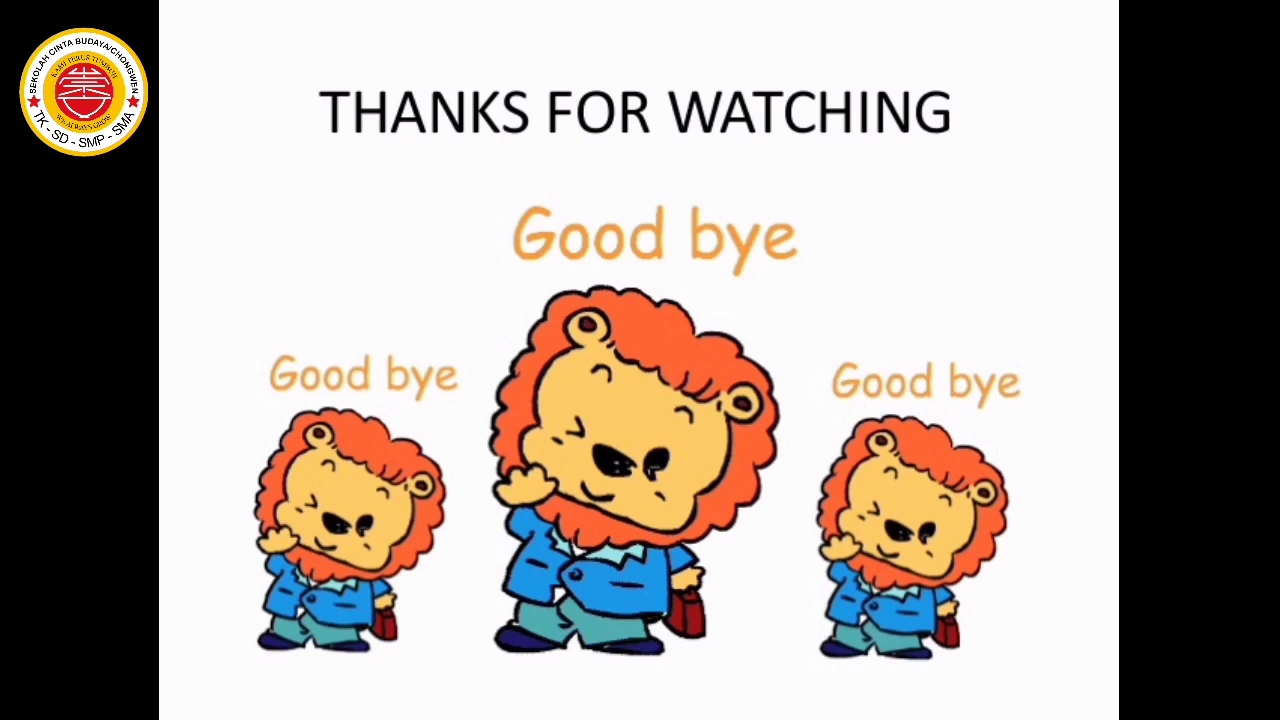 SEKOLAH CINTA BUDAYA/CHONGWEN
TK - SD - SMP - SMA
THANKS FOR WATCHING
Good bye
Good bye
Good bye